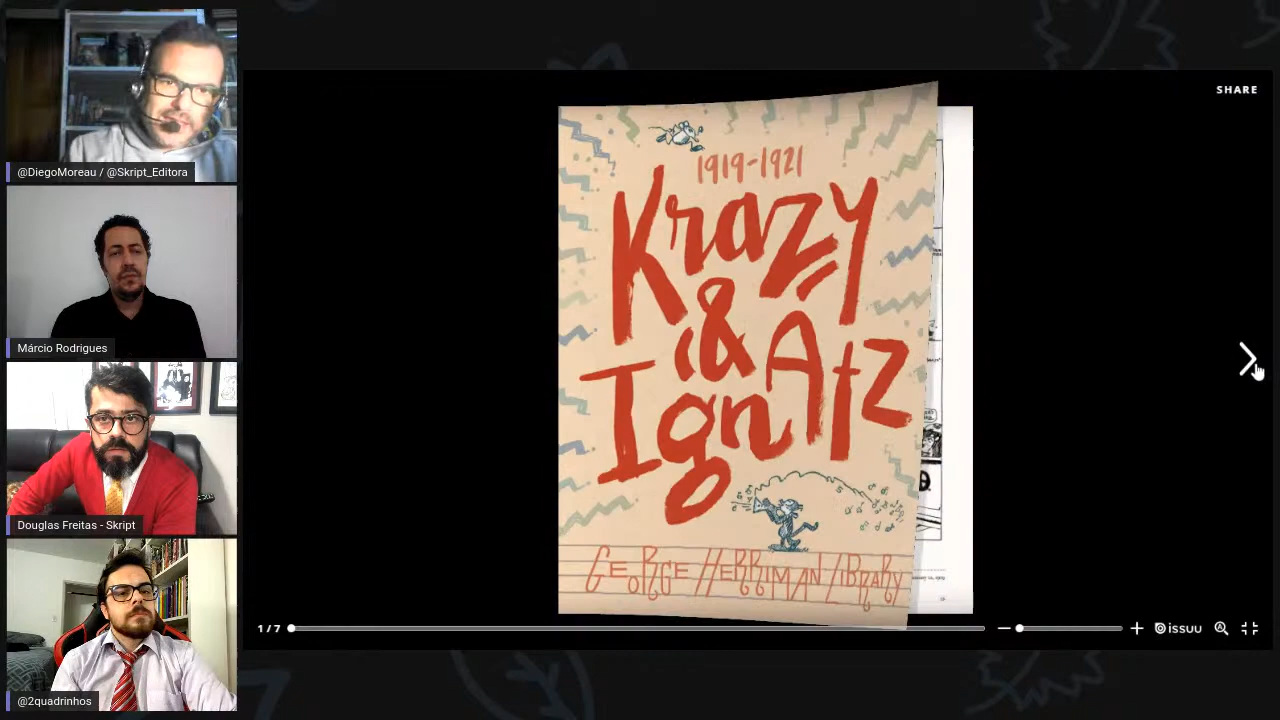 @DiegoMoreau / @Skript_Editora
Márcio Rodrigues
Douglas Freitas - Skript
@2quadrinhos
SHARE
1919-1921
Krazy
&
IgnAtz
GEORGE HERRIMAN LIBRARY
1 / 7
issuu